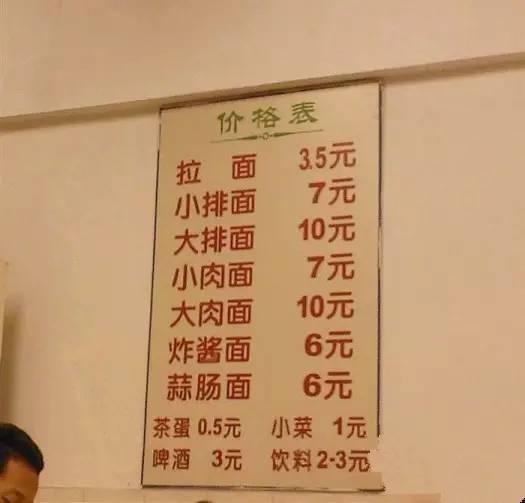 价格表
拉面 3.5元
小排面 7元
大排面 10元
小肉面 7元
大肉面 10元
炸酱面 6元
蒜肠面 6元
茶蛋 0.5元 小菜 1元
啤酒 3元 饮料 2-3元